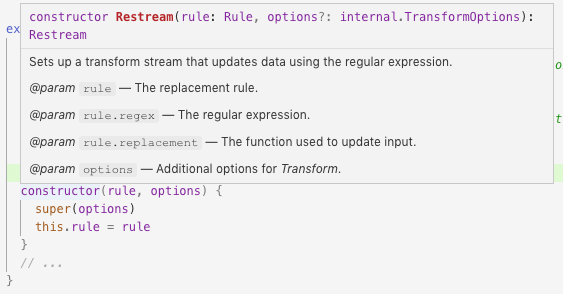 constructor Restream(rule: Rule, options?: internal.TransformOptions):
Restream
ex
Sets up a transform stream that updates data using the regular expression.
o
@param rule — The replacement rule.
@param rule.regex — The regular expression.
t
@param rule.replacement — The function used to update input.
@param options — Additional options for Transform.
constructor(rule, options) {
super(options)
this.rule = rule
}
// ...
}